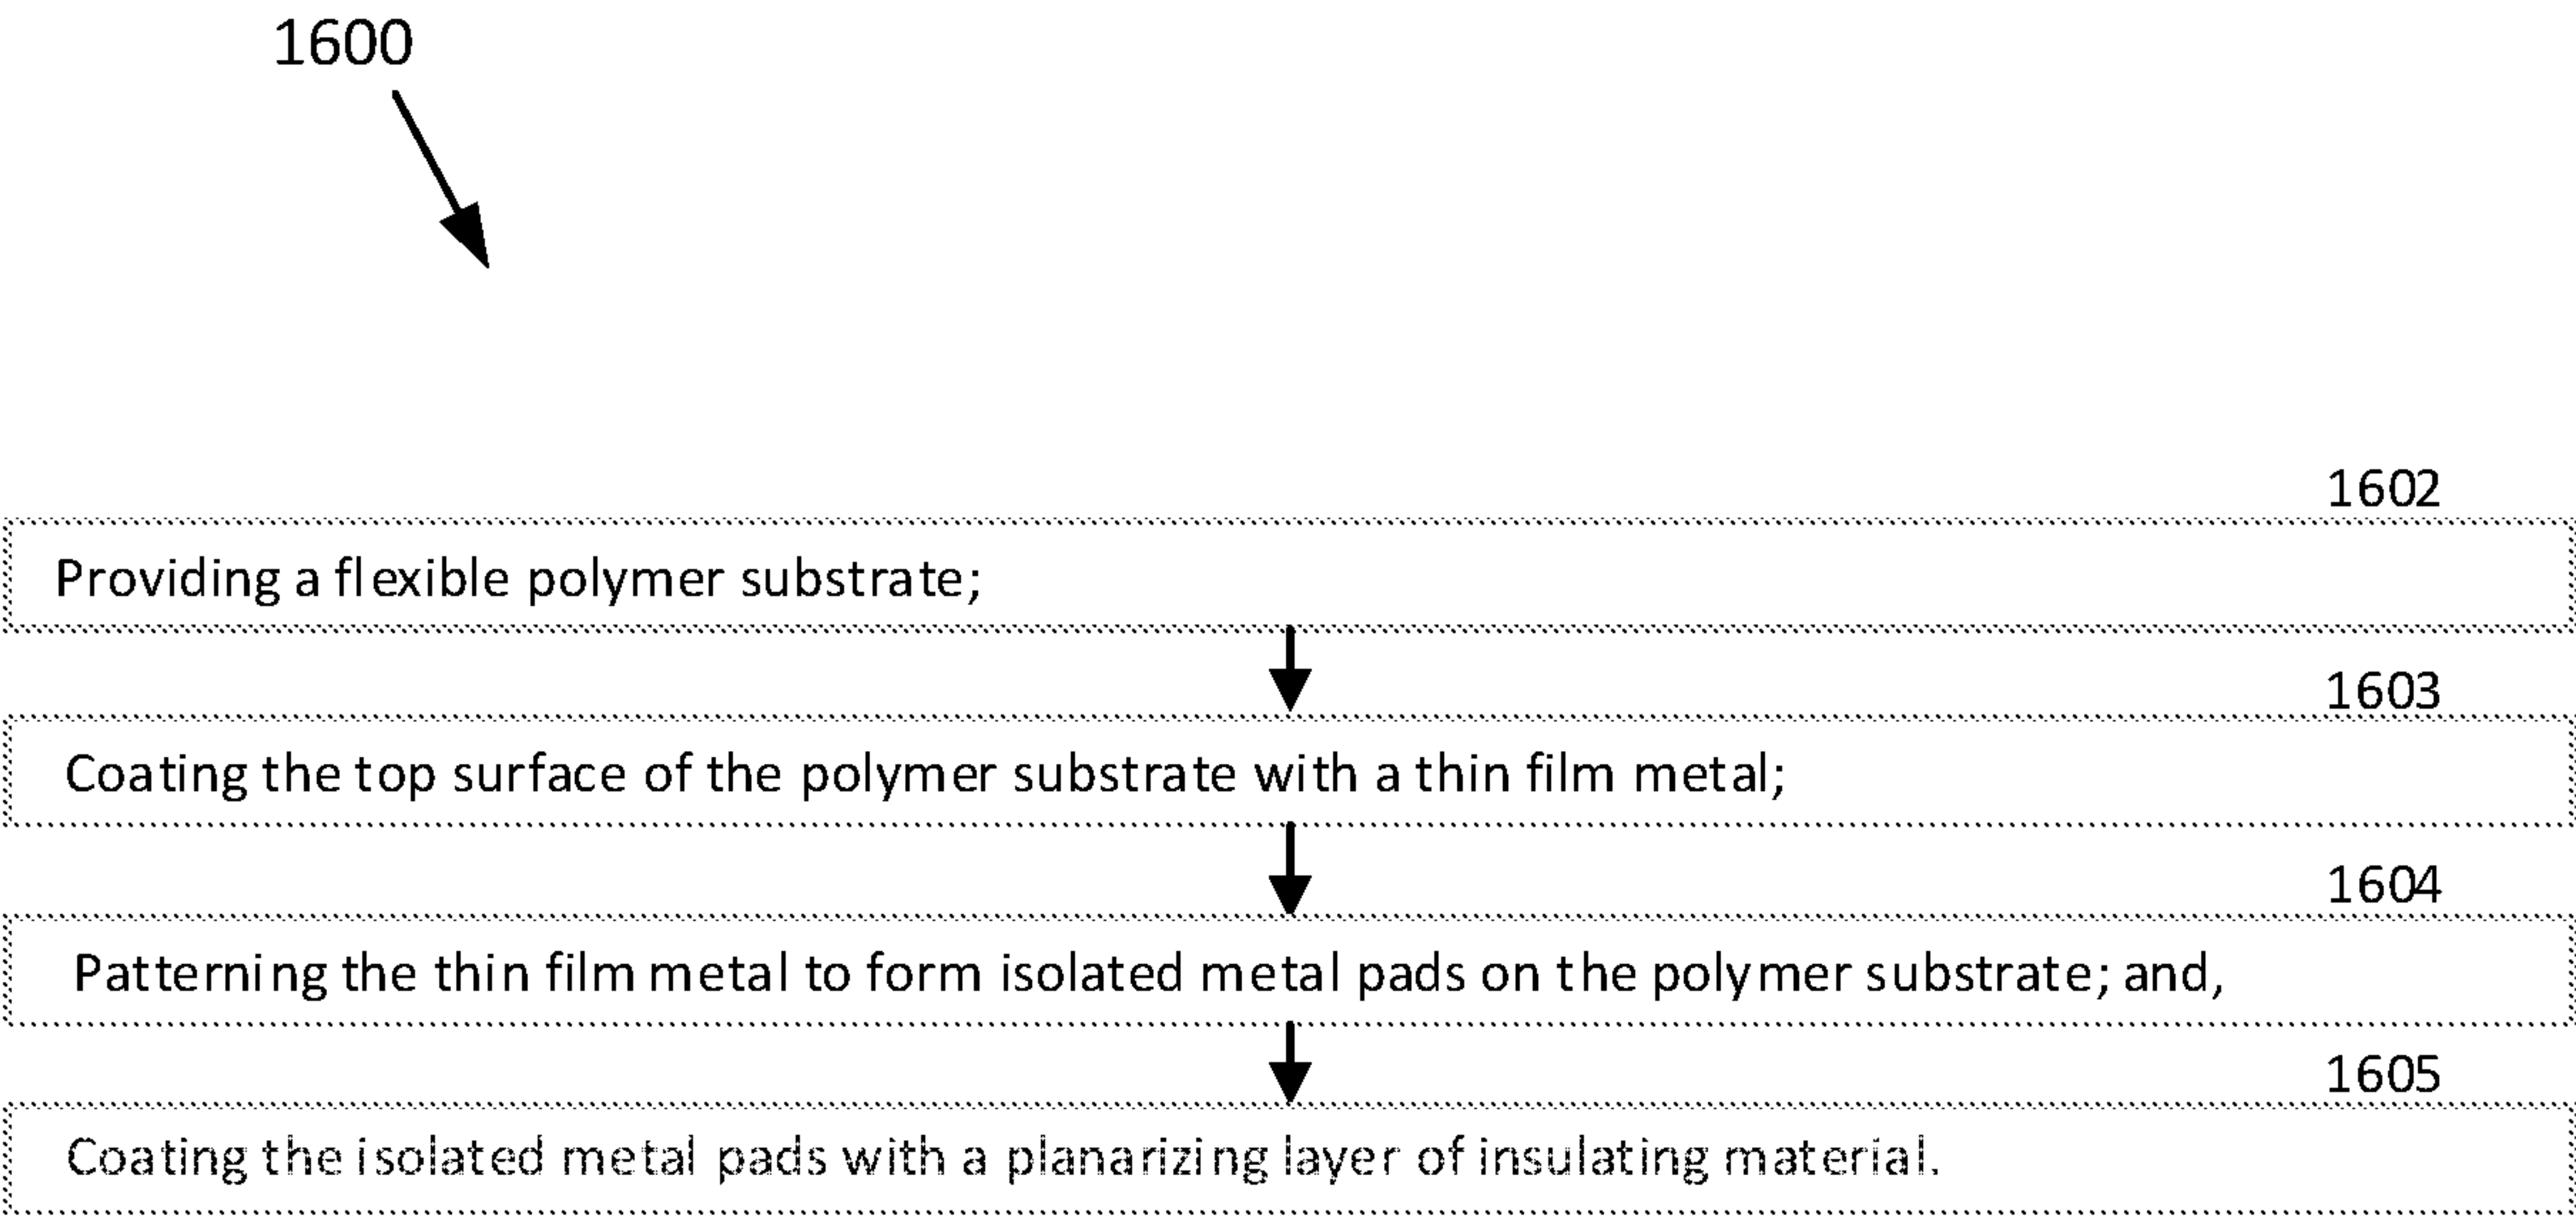 1600
1602
Providing a flexible polymer substrate;
1603
Coating the top surface of the polymer substrate with a thin film metal;
1604
Patterning the thin film metal to form isolated metal pads on the polymer substrate; and,
1605
Coating the isolated metal pads with a planarizing layer of insulating material.